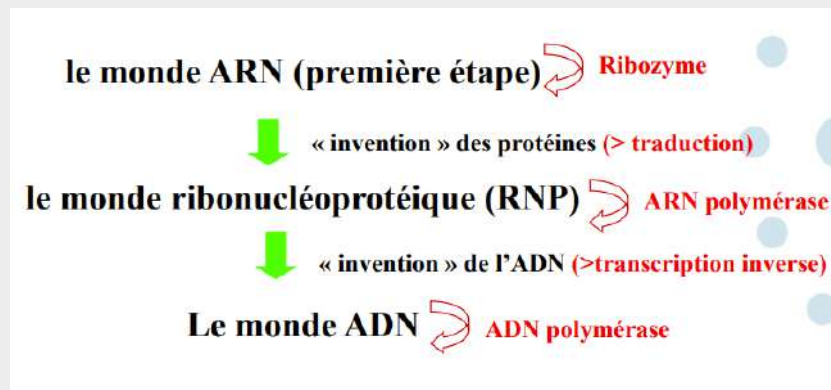 le monde ARN (première étape) Ribozyme
« invention » des protéines (> traduction)
le monde ribonucléoprotéique (RNP) ARN polymérase
« invention » de l’ADN (>transcription inverse)
Le monde ADN ADN polymérase